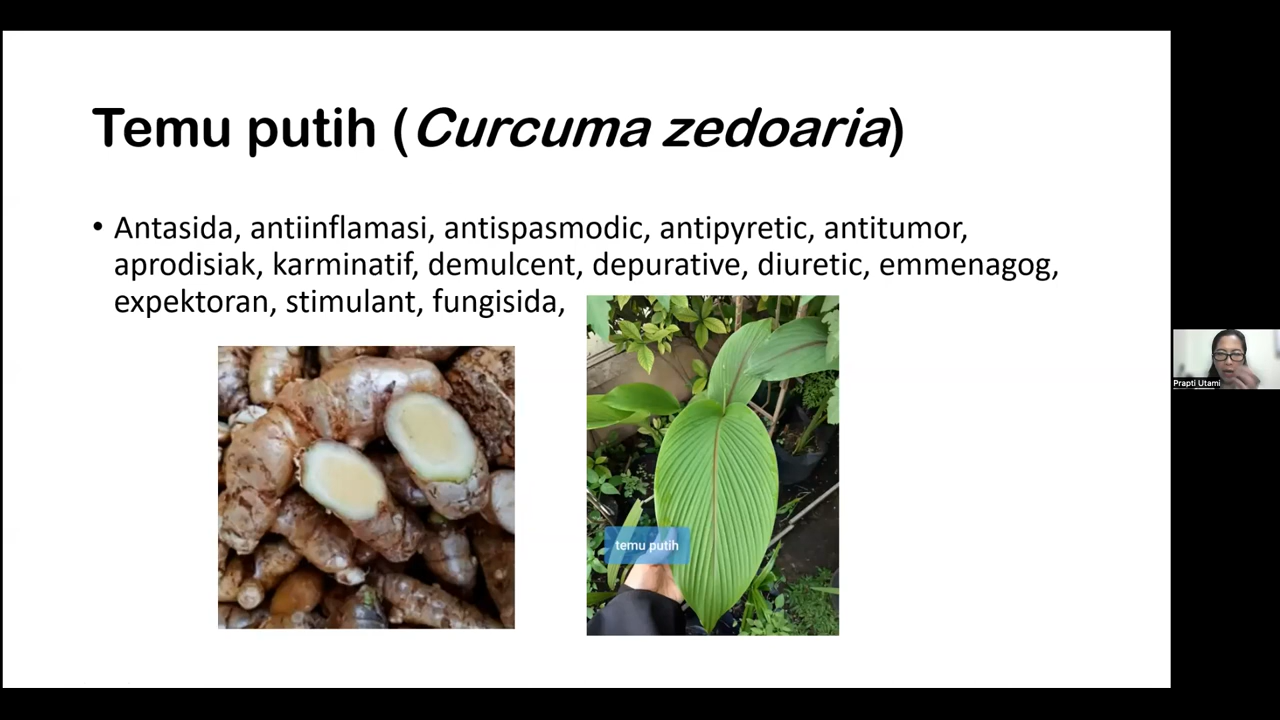 Temu putih (Curcuma zedoaria)
• Antasida, antiinflamasi, antispasmodic, antipyretic, antitumor,
aprodisiak, karminatif, demulcent, depurative, diuretic, emmenagog,
expektoran, stimulant, fungisida,
temu putih
Prapti Utami